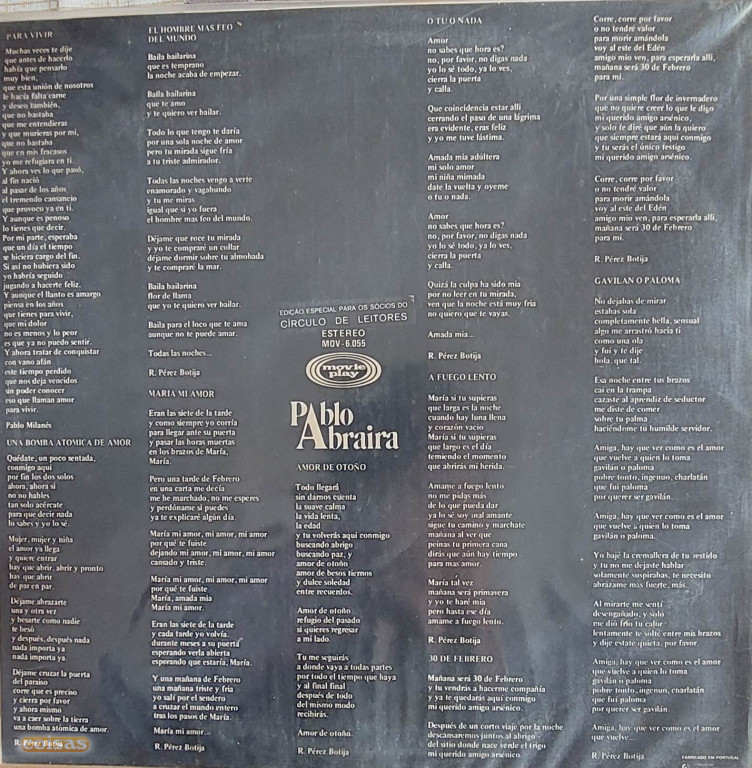 PARA VIVIR
Muchas veces te dije
que antes de hacerlo
había que pensarlo
muy bien,
que esta unión de nosotros
le hacía falta carne
y deseo también,
que no bastaba
que me entendieras
y que murieras por mi,
que no bastaba
que en mis fracasos
yo me refugiara en ti
Y ahora ves lo que pasó,
al fin nació
al pasar de los años
el tremendo cansancio
que provoco ya en ti.
Y aunque es penoso
lo tienes que decir.
Por mi parte, esperaba
que un día el tiempo
se hiciera cargo del fin.
Si así no hubiera sido
yo habría seguido
jugando a hacerte feliz.
Y aunque el llanto es amargo
piensa en los años
que tienes para vivir,
que mi dolor
no es menos y lo peor
es que ya no puedo sentir.
Y ahora tratar de conquistar
con vano afán
este tiempo perdido
que nos deja vencidos
sin poder conocer
eso que llaman amor
para vivir.
Pablo Milanés
UNA BOMBA ATOMICA DE AMOR
Quédate, un poco sentada,
conmigo aquí
por fin los dos solos
ahora, ahora si
no no hables
tan solo acércate
para que decir nada
lo sabes y yo lo sé.
Mujer, mujer y niña
el amor ya llega
y quiere entrar
hay que abrir, abrir y pronto
hay que abrir
de par en par.
Déjame abrazarte
una y otra vez
y besarte como nadie
te besó
y después, después nada
nada importa ya
nada importa ya.
Déjame cruzar la puerta
del paraíso
corre que es preciso
y cierra por favor
y ahora mismo
va a caer sobre la tierra
una bomba atómica de amor.
R. Pérez Botija
EL HOMBRE MAS FEO
DEL MUNDO
Baila bailarina
que es temprano
la noche acaba de empezar.
Baila bailarina
que te amo
y te quiero ver bailar.
Todo lo que tengo te daría
por una sola noche de amor
pero tu mirada sigue fría
a tu triste admirador.
Todas las noches vengo a verte
enamorado y vagabundo
y tu me miras
igual que si yo fuera
el hombre mas feo del mundo.
Déjame que roce tu mirada
y yo te compraré un collar
déjame dormir sobre tu almohada
y te compraré la mar.
Baila bailarina
flor de llama
que yo te quiero ver bailar.
Baila para el loco que te ama
aunque no te puede amar.
Todas las noches...
R. Pérez Botija
MARIA MI AMOR
Eran las siete de la tarde
y como siempre yo corría
para llegar ante su puerta
y pasar las horas muertas
en los brazos de María,
María.
Pero una tarde de Febrero
en una carta me decía
me he marchado, no me esperes
y perdóname si puedes
ya te explicaré algún día.
María mi amor, mi amor, mi amor
por qué te fuiste
dejando mi amor, mi amor, mi amor
cansado y triste.
María mi amor, mi amor, mi amor
por qué te fuiste
María, amada mia
María mi amor.
Eran las siete de la tarde
y cada tarde yo volvía.
durante meses a su puerta
esperando verla abierta
esperando que estaría, María.
Y una mañana de Febrero
una mañana triste y fria
yo salí por el sendero
a cruzar el mundo entero
tras los pasos de María.
María mi amor...
R. Pérez Botija
EDIÇÃO ESPECIAL PARA OS SÓCIOS DO
CÍRCULO DE LEITORES
ESTEREO
MOV-6.055
movie
play
Pablo
Abraira
AMOR DE OTOÑO
Todo llegará
sin darnos cuenta
la suave calma
la vida lenta,
la edad
y tu volverás aqui conmigo
buscando abrigo
buscando paz, y
amor de otoño
amor de besos tiernos
y dulce soledad
entre recuerdos.
Amor de otoño
refugio del pasado
si quieres regresar
a mi lado.
Tu me seguirás
a donde vaya a todas partes
por todo el tiempo que haya
y al final final
después de todo
del mismo modo
recibirás.
Amor de otoño.
R. Pérez Botija
O TU O NADA
Amor
no sabes que hora es?
no, por favor, no digas nada
yo lo sé todo, ya lo ves,
cierra la puerta
y calla.
Que coincidencia estar allí
cerrando el paso de una lágrima
era evidente, eras feliz
y yo me tuve lástima.
Amada mía adúltera
mi solo amor
mi niña mimada
date la vuelta y oyeme
o tu o nada.
Amor
no sabes que hora es?
no, por favor, no digas nada
yo lo sé todo, ya lo ves,
cierra la puerta
y calla.
Quizá la culpa ha sido mia
por no leer en tu mirada,
ven que la noche está muy fria
no quiero que te vayas.
Amada mia...
R. Pérez Botija
A FUEGO LENTO
María si tu supieras
que larga es la noche
cuando hay luna llena
y corazón vacio
María si tu supieras
que largo es el dia
temiendo el momento
que abrirás mi herida.
Amame a fuego lento
no me pidas más
de lo que pueda dar
ya lo sé soy mal amante
sigue tu camino y marchate
mañana al ver que
peinas tu primera cana
dirás que aún hay tiempo
para mas amor.
María tal vez
mañana será primavera
y yo te haré mía
pero hasta ese día
amame a fuego lento.
R. Pérez Botija
30 DE FEBRERO
Mañana será 30 de Febrero
y tu vendrás a hacerme compañía
y ya te quedarás aquí conmigo
mi querido amigo arsénico.
Después de un corto viaje por la noche
descansaremos juntos al abrigo
del sitio donde nace verde el trigo
mi querido amigo arsénico.
Corre, corre por favor
o no tendré valor
para morir amándola
voy al este del Edén
amigo mio ven, para esperarla alli,
mañana será 30 de Febrero
para mi.
Por una simple flor de invernadero
que no quiere creer lo que le digo
mi querido amigo arsénico,
y solo le diré que aún la quiero
que siempre estará aqui conmigo
y tu serás el único testigo
mi querido amigo arsénico.
Corre, corre por favor
o no tendré valor
para morir amándola
voy al este del Edén
amigo mio ven, para esperarla alli,
mañana será 30 de Febrero
para mi.
R. Pérez Botija
GAVILAN O PALOMA
No dejabas de mirar
estabas sola
completamente bella, sensual
algo me arrastró hacia ti
como una ola
y fui y te dije
hola, que tal.
Esa noche entre tus brazos
cai en la trampa
cazaste al aprendiz de seductor
me diste de comer
sobre tu palma
haciéndome tu humilde servidor.
Amiga, hay que ver como es el amor
que vuelve a quien lo toma
gavilán o paloma
pobre tonto, ingenuo, charlatán
que fui paloma
por querer ser gavilán.
Amiga, hay que ver como es el amor
que vuelve a quien lo toma
gavilán o paloma.
Yo bajé la cremallera de tu vestido
y tu no me dejaste hablar
solamente suspirabas, te necesito
abrázame mas fuerte, más.
Al mirarte me sentí
desengañado, y solo
me dió frío tu calor
lentamente te solté entre mis brazos
y dije estate quieta, por favor.
Amiga, hay que ver como es el amor
que vuelve a quien lo toma
gavilán o paloma
pobre tonto, ingenuo, charlatán
que fui paloma
por querer ser gavilán.
Amiga, hay que ver como es el amor
que vuelve...
R. Pérez Botija
FABRICADO EM PORTUGAL